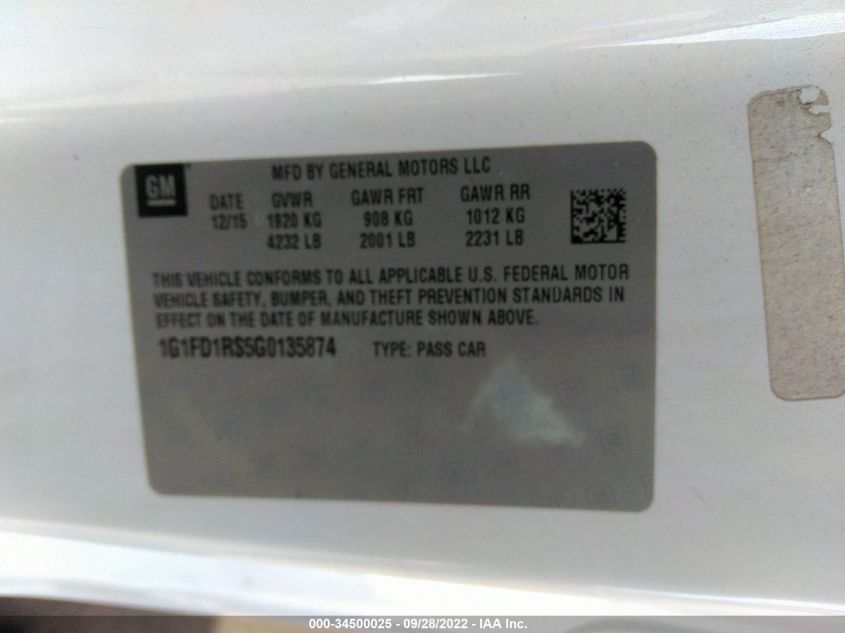 MFD BY GENERAL MOTORS LLC
GM
DATE GVWR GAWR FRT GAWR RR
12/15 1920 KG 908 KG 1012 KG
4232 LB 2001 LB 2231 LB
THIS VEHICLE CONFORMS TO ALL APPLICABLE U.S. FEDERAL MOTOR
VEHICLE SAFETY, BUMPER, AND THEFT PREVENTION STANDARDS IN
EFFECT ON THE DATE OF MANUFACTURE SHOWN ABOVE.
1G1FD1RS5G0135874 TYPE: PASS CAR
000-34500025 - 09/28/2022 - IAA Inc.